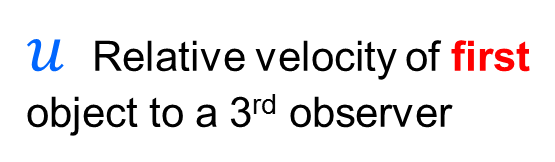 u Relative velocity of first
object to a 3rd observer